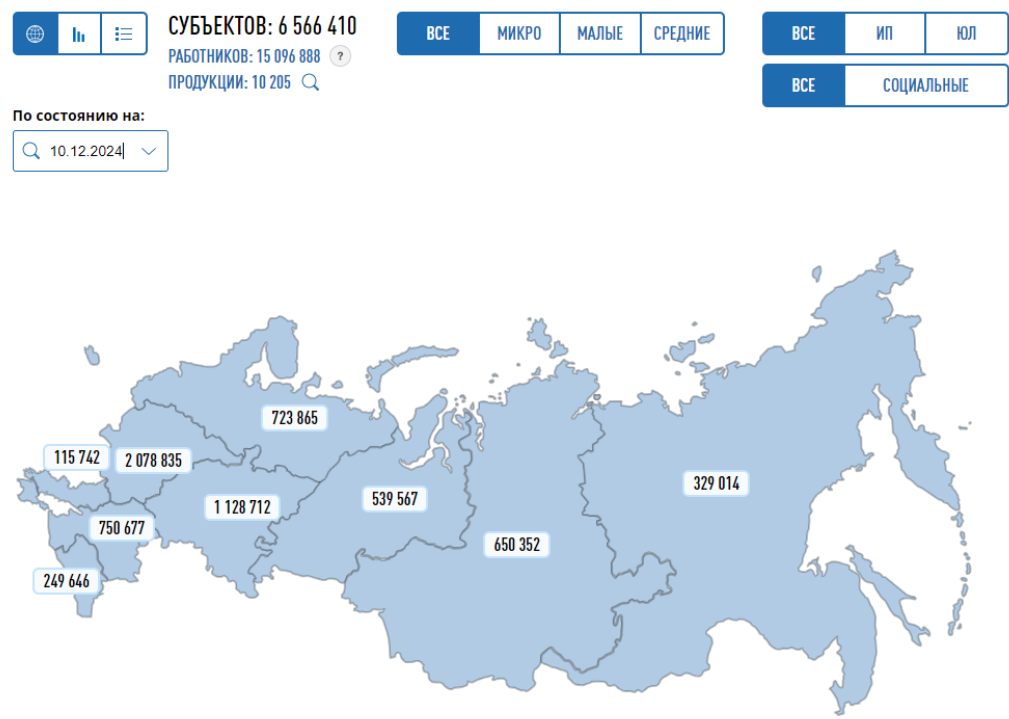 СУБЪЕКТОВ: 6 566 410
РАБОТНИКОВ: 15 096 888 ?
ПРОДУКЦИИ: 10 205
ВСЕ МИКРО МАЛЫЕ СРЕДНИЕ
ВСЕ ИП ЮЛ
ВСЕ СОЦИАЛЬНЫЕ
По состоянию на:
10.12.2024
723 865
115 742
2 078 835
329 014
539 567
1 128 712
750 677
650 352
249 646